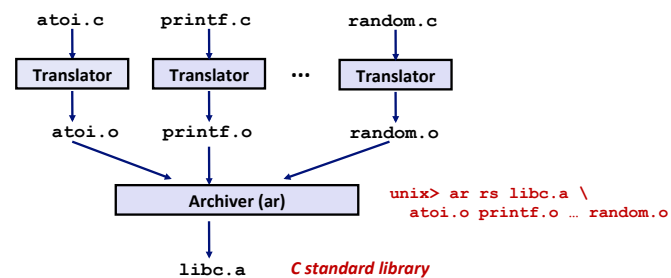 atoi.c printf.c random.c
Translator Translator ... Translator
atoi.o printf.o random.o
Archiver (ar)
unix> ar rs libc.a \
atoi.o printf.o … random.o
libc.a C standard library